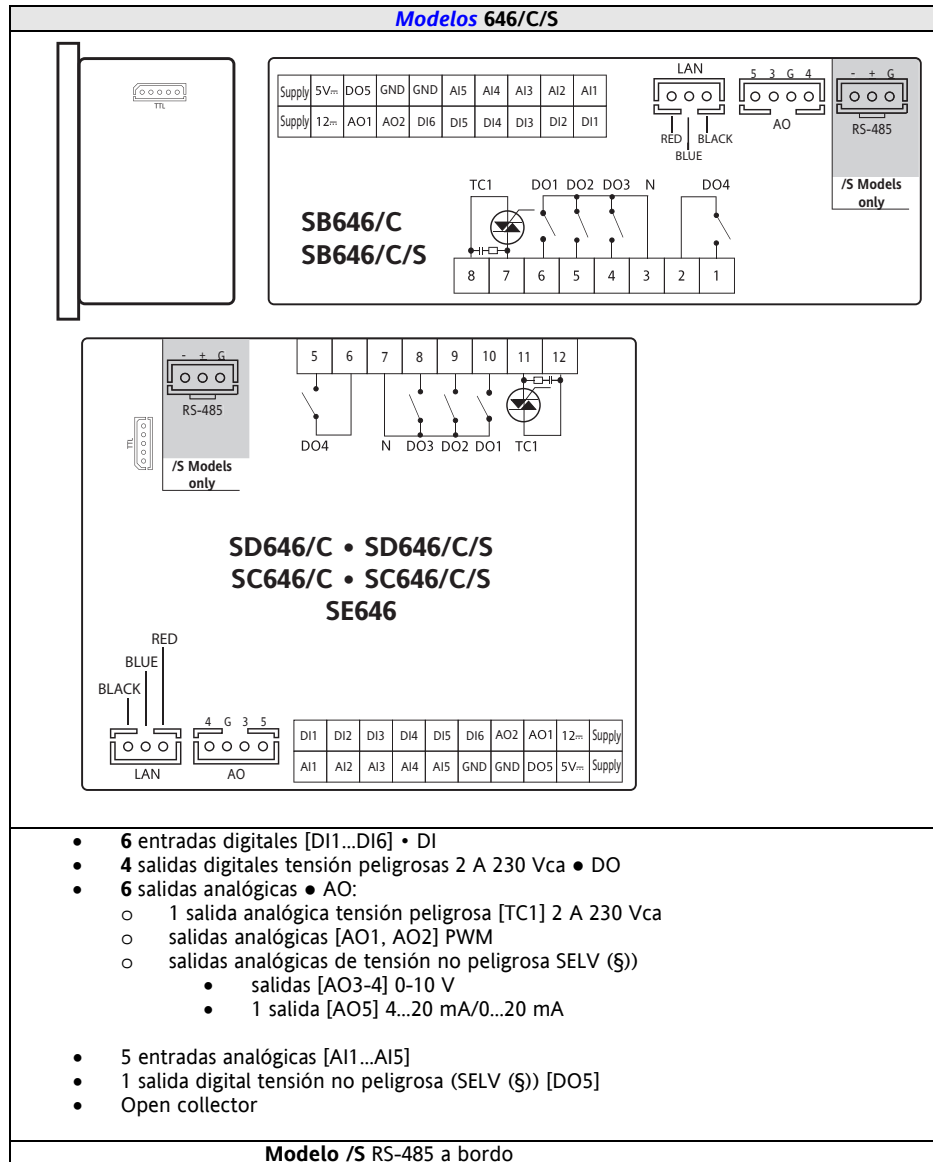 Modelos 646/C/S
TTL
Supply 5V⎓ DO5 GND GND AI5 AI4 AI3 AI2 AI1
Supply 12⎓ AO1 AO2 DI6 DI5 DI4 DI3 DI2 DI1
LAN
RED BLUE BLACK
5 3 G 4
AO
- + G
RS-485
/S Models
only
SB646/C
SB646/C/S
TC1 DO1 DO2 DO3 N DO4
8 7 6 5 4 3 2 1
- + G
RS-485
TTL
/S Models
only
5 6 7 8 9 10 11 12
DO4 N DO3 DO2 DO1 TC1
SD646/C • SD646/C/S
SC646/C • SC646/C/S
SE646
RED
BLUE
BLACK
LAN
4 G 3 5
AO
DI1 DI2 DI3 DI4 DI5 DI6 AO2 AO1 12⎓ Supply
AI1 AI2 AI3 AI4 AI5 GND GND DO5 5V⎓ Supply
• 6 entradas digitales [DI1...DI6] • DI
• 4 salidas digitales tensión peligrosas 2 A 230 Vca ● DO
• 6 salidas analógicas ● AO:
o 1 salida analógica tensión peligrosa [TC1] 2 A 230 Vca
o salidas analógicas [AO1, AO2] PWM
o salidas analógicas de tensión no peligrosa SELV (§))
• salidas [AO3-4] 0-10 V
• 1 salida [AO5] 4...20 mA/0...20 mA
• 5 entradas analógicas [AI1...AI5]
• 1 salida digital tensión no peligrosa (SELV (§)) [DO5]
• Open collector
Modelo /S RS-485 a bordo